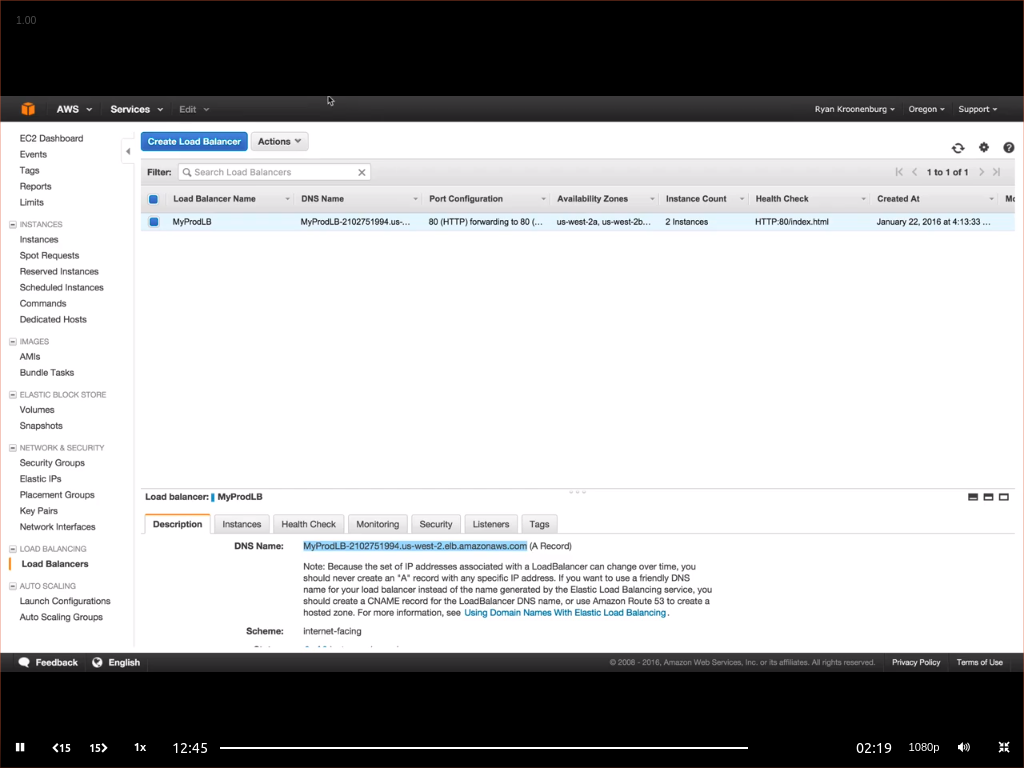 1.00
AWS Services Edit Ryan Kroonenburg Oregon Support
EC2 Dashboard
Events
Tags
Reports
Limits
INSTANCES
Instances
Spot Requests
Reserved Instances
Scheduled Instances
Commands
Dedicated Hosts
IMAGES
AMIs
Bundle Tasks
ELASTIC BLOCK STORE
Volumes
Snapshots
NETWORK & SECURITY
Security Groups
Elastic IPs
Placement Groups
Key Pairs
Network Interfaces
LOAD BALANCING
Load Balancers
AUTO SCALING
Launch Configurations
Auto Scaling Groups
Create Load Balancer Actions
Filter: Search Load Balancers 1 to 1 of 1
Load Balancer Name DNS Name Port Configuration Availability Zones Instance Count Health Check Created At Mo
MyProdLB MyProdLB-2102751994.us-... 80 (HTTP) forwarding to 80 (... us-west-2a, us-west-2b... 2 Instances HTTP:80/index.html January 22, 2016 at 4:13:33 ...
Load balancer: MyProdLB
Description Instances Health Check Monitoring Security Listeners Tags
DNS Name: MyProdLB-2102751994.us-west-2.elb.amazonaws.com (A Record)
Note: Because the set of IP addresses associated with a LoadBalancer can change over time, you
should never create an "A" record with any specific IP address. If you want to use a friendly DNS
name for your load balancer instead of the name generated by the Elastic Load Balancing service, you
should create a CNAME record for the LoadBalancer DNS name, or use Amazon Route 53 to create a
hosted zone. For more information, see Using Domain Names With Elastic Load Balancing.
Scheme: internet-facing
Feedback English © 2008 - 2016, Amazon Web Services, Inc. or its affiliates. All rights reserved. Privacy Policy Terms of Use
15 15 1x 12:45 02:19 1080p